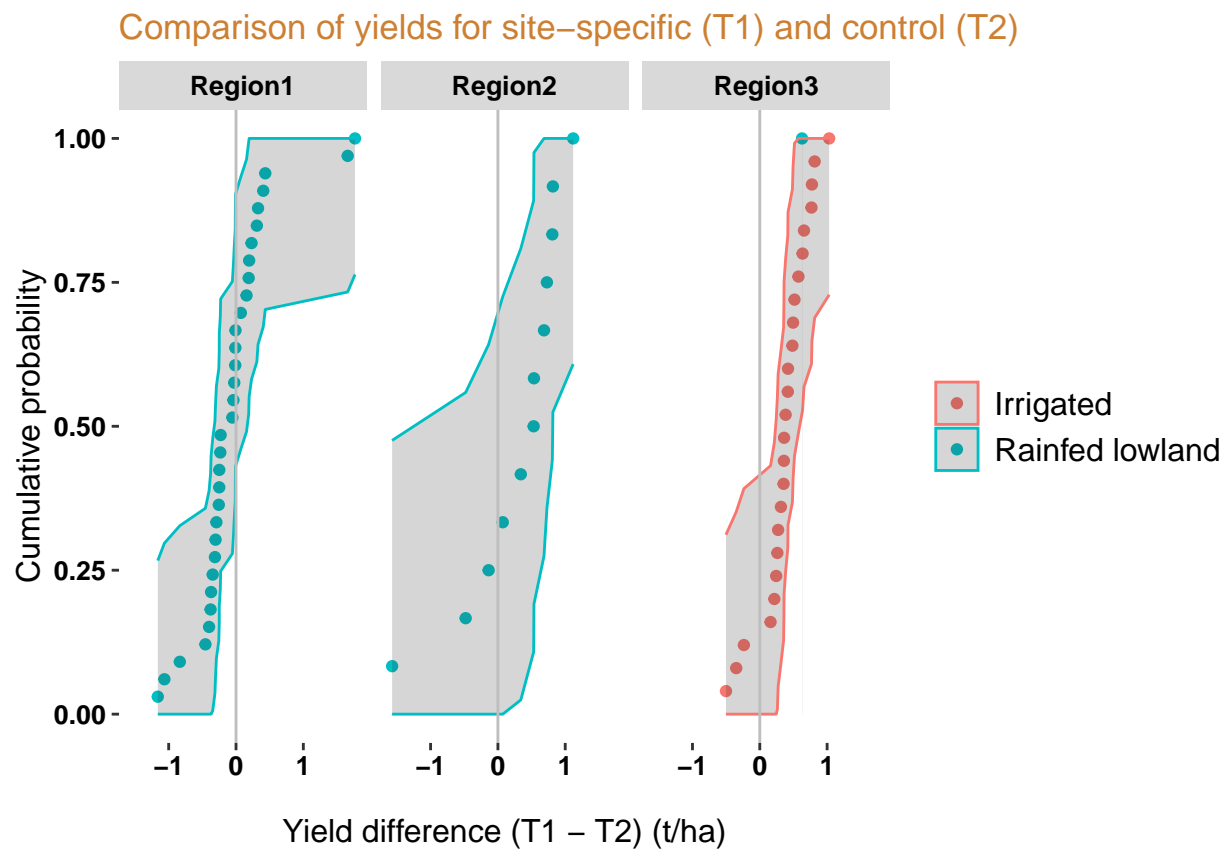 Comparison of yields for site−specific (T1) and control (T2)
Region1 Region2 Region3
Cumulative probability
1.00
0.75
0.50
0.25
0.00
−1 0 1 −1 0 1 −1 0 1
Yield difference (T1 − T2) (t/ha)
Irrigated
Rainfed lowland